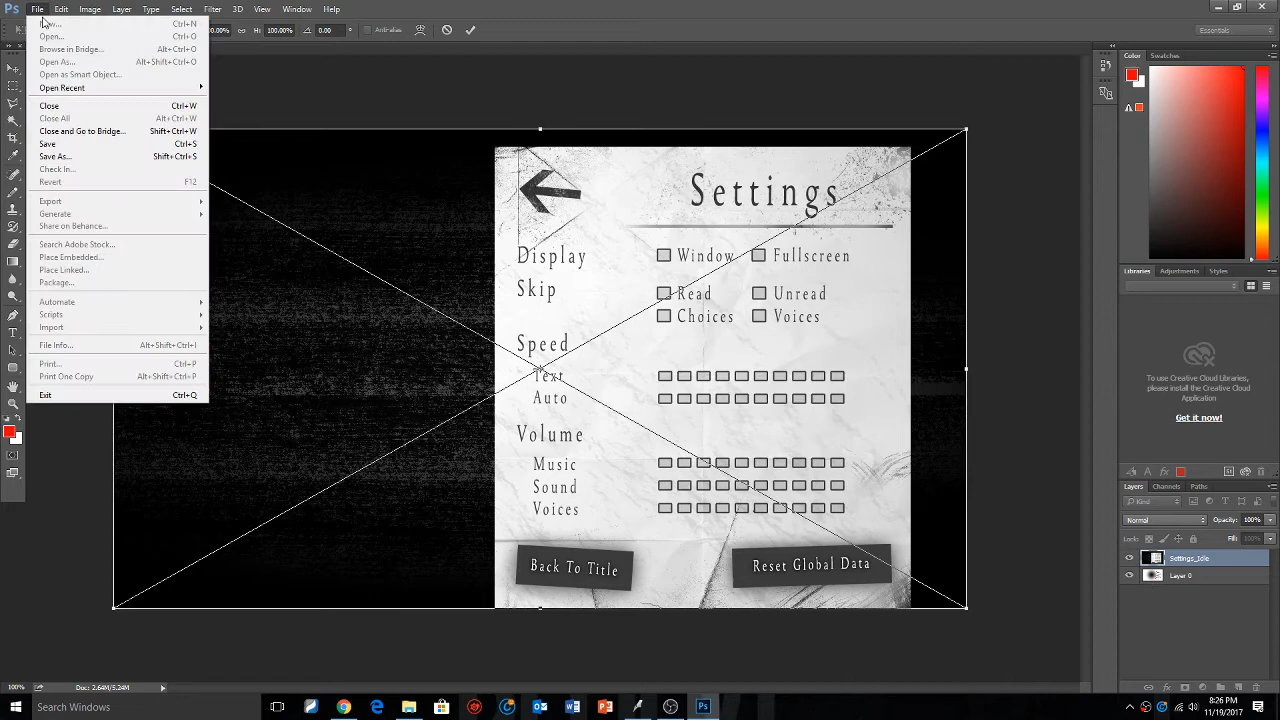 Ps File Edit Image Layer Type Select Filter 3D View Window Help
100.00% H: 100.00% 0.00 ° Anti-alias Essentials
Ctrl+N
Open... Ctrl+O
Browse in Bridge... Alt+Ctrl+O
Open As... Alt+Shift+Ctrl+O
Open as Smart Object...
Open Recent
Close Ctrl+W
Close All Alt+Ctrl+W
Close and Go to Bridge... Shift+Ctrl+W
Save Ctrl+S
Save As... Shift+Ctrl+S
Check In...
Revert F12
Export
Generate
Share on Behance...
Search Adobe Stock...
Place Embedded...
Place Linked...
Package...
Automate
Scripts
Import
File Info... Alt+Shift+Ctrl+I
Print... Ctrl+P
Print One Copy Alt+Shift+Ctrl+P
Exit Ctrl+Q
Settings
Display Window Fullscreen
Skip Read Unread
Choices Voices
Speed
Text
Auto
Volume
Music
Sound
Voices
Back To Title Reset Global Data
Color Swatches
Libraries Adjustments Styles
To use Creative Cloud Libraries,
please install the Creative Cloud
Application
Get it now!
Layers Channels Paths
Kind
Normal Opacity: 100%
Lock: Fill: 100%
Settings_Idle
Layer 0
100% Doc: 2.64M/5.24M
Search Windows
8:26 PM
11/19/2017